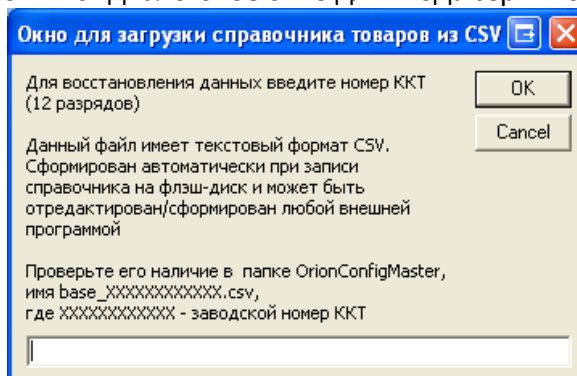 Окно для загрузки справочника товаров из CSV
Для восстановления данных введите номер ККТ
(12 разрядов)
OK
Cancel
Данный файл имеет текстовый формат CSV.
Сформирован автоматически при записи
справочника на флэш-диск и может быть
отредактирован/сформирован любой внешней
программой
Проверьте его наличие в папке OrionConfigMaster,
имя base_XXXXXXXXXXXX.csv,
где XXXXXXXXXXXX - заводской номер ККТ